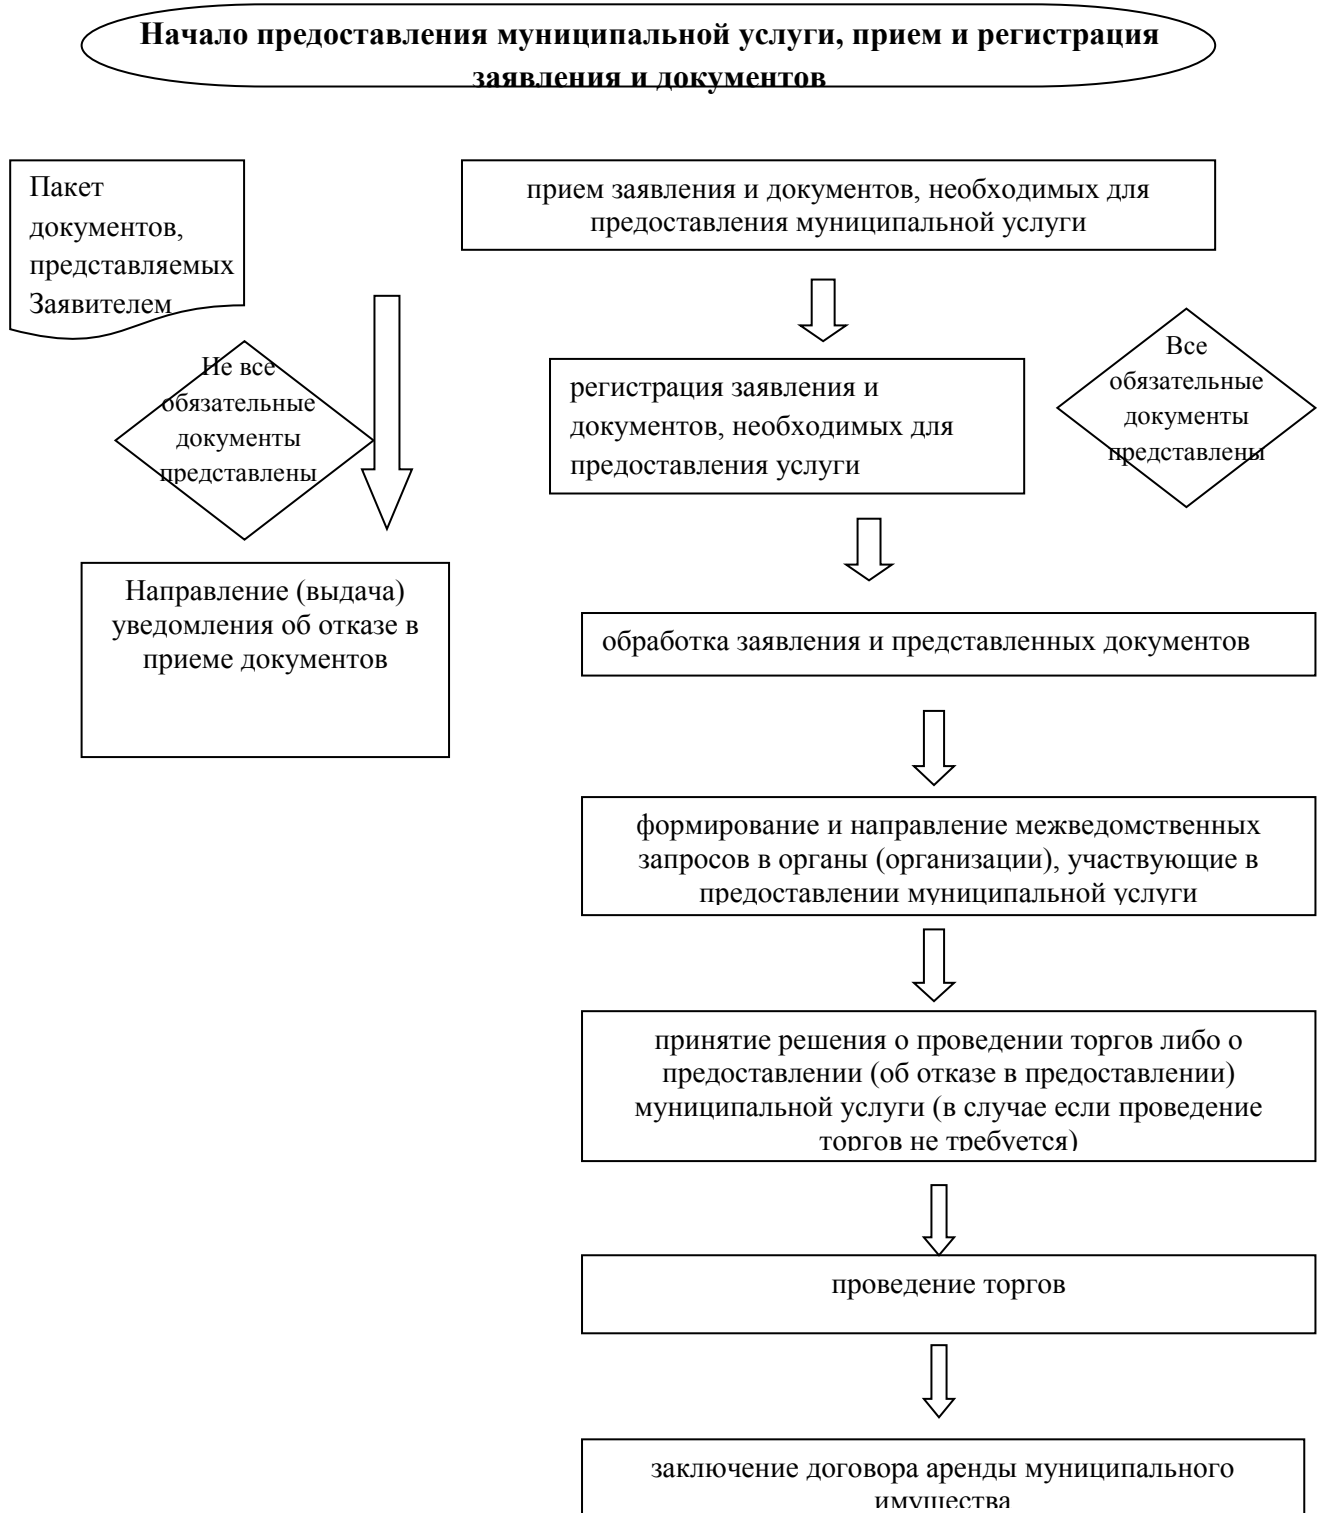 Начало предоставления муниципальной услуги, прием и регистрация
заявления и документов
Пакет
документов,
представляемых
Заявителем
прием заявления и документов, необходимых для
предоставления муниципальной услуги
Не все
обязательные
документы
представлены
регистрация заявления и
документов, необходимых для
предоставления услуги
Все
обязательные
документы
представлены
Направление (выдача)
уведомления об отказе в
приеме документов
обработка заявления и представленных документов
формирование и направление межведомственных
запросов в органы (организации), участвующие в
предоставлении муниципальной услуги
принятие решения о проведении торгов либо о
предоставлении (об отказе в предоставлении)
муниципальной услуги (в случае если проведение
торгов не требуется)
проведение торгов
заключение договора аренды муниципального
имущества